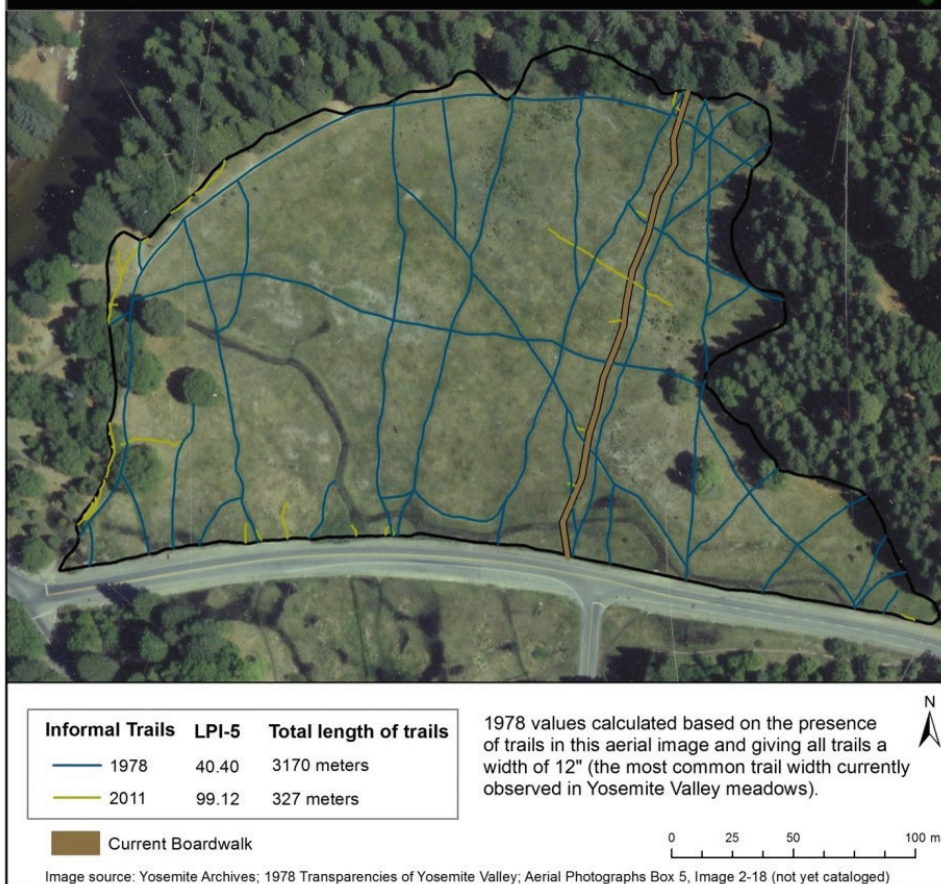 Informal Trails LPI-5 Total length of trails
1978 40.40 3170 meters
2011 99.12 327 meters
Current Boardwalk
1978 values calculated based on the presence
of trails in this aerial image and giving all trails a
width of 12" (the most common trail width currently
observed in Yosemite Valley meadows).
N
0 25 50 100 m
Image source: Yosemite Archives; 1978 Transparencies of Yosemite Valley; Aerial Photographs Box 5, Image 2-18 (not yet cataloged)